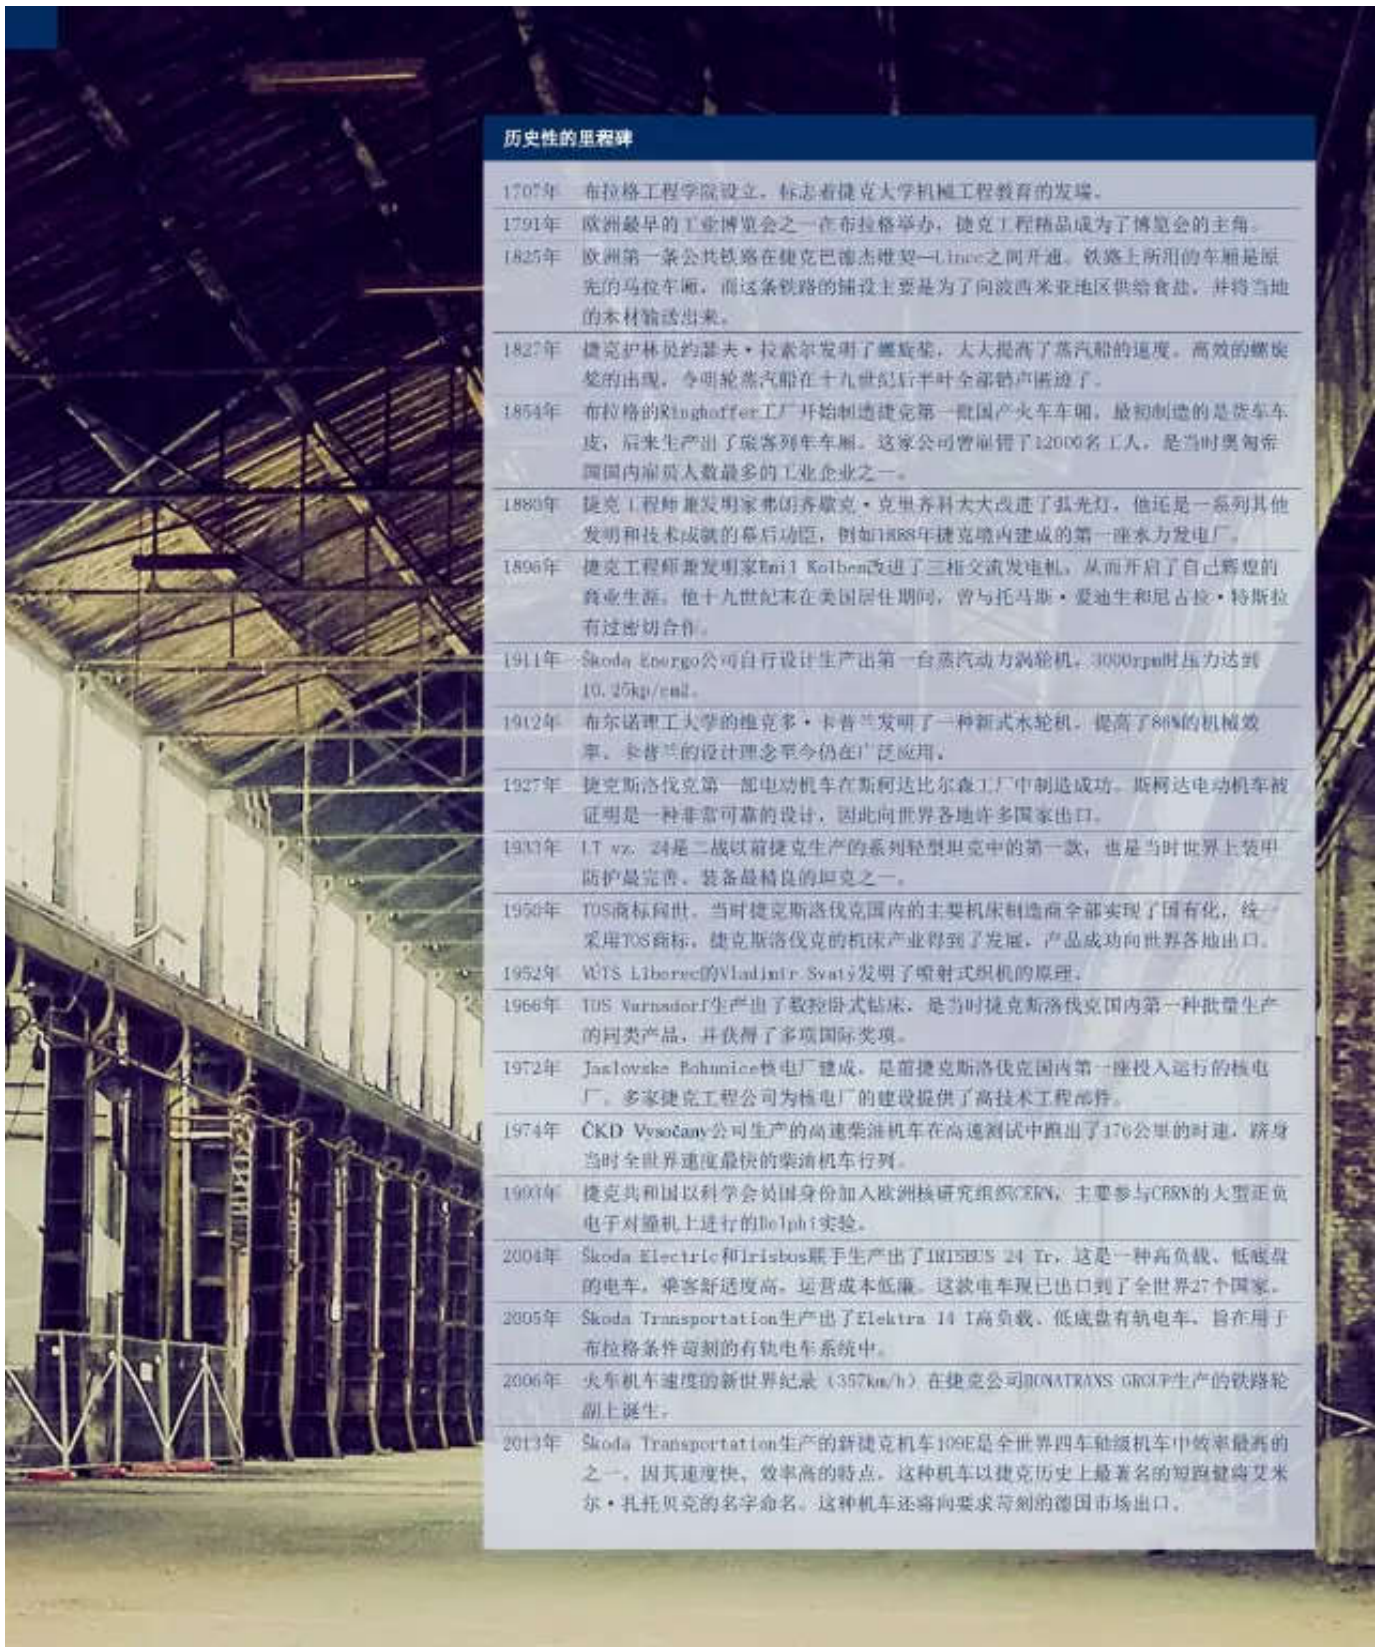 历史性的里程碑
1707年 布拉格工程学院设立，标志着捷克大学机械工程教育的发端。
1791年 欧洲最早的工业博览会之一在布拉格举办，捷克工程精品成为了博览会的主角。
1825年 欧洲第一条公共铁路在捷克巴德杰维契—Linec之间开通。铁路上所用的车厢是原
先的马拉车厢，而这条铁路的铺设主要是为了向波西米亚地区供给食盐，并将当地
的木材输送出来。
1827年 捷克护林员约瑟夫·拉素尔发明了螺旋桨，大大提高了蒸汽船的速度。高效的螺旋
桨的出现，令明轮蒸汽船在十九世纪后半叶全部销声匿迹了。
1854年 布拉格的Ringhoffer工厂开始制造捷克第一批国产火车车厢，最初制造的是货车车
皮，后来生产出了旅客列车车厢。这家公司曾雇佣了12000名工人，是当时奥匈帝
国国内雇员人数最多的工业企业之一。
1880年 捷克工程师兼发明家弗朗齐歇克·克里齐科大大改进了弧光灯，他还是一系列其他
发明和技术成就的幕后功臣，例如1888年捷克境内建成的第一座水力发电厂。
1896年 捷克工程师兼发明家Emil Kolben改进了三相交流发电机，从而开启了自己辉煌的
商业生涯。他十九世纪末在美国居住期间，曾与托马斯·爱迪生和尼古拉·特斯拉
有过密切合作。
1911年 Škoda Energo公司自行设计生产出第一台蒸汽动力涡轮机，3000rpm时压力达到
10.25kp/cm2。
1912年 布尔诺理工大学的维克多·卡普兰发明了一种新式水轮机，提高了86%的机械效
率。卡普兰的设计理念至今仍在广泛应用。
1927年 捷克斯洛伐克第一部电动机车在斯柯达比尔森工厂中制造成功。斯柯达电动机车被
证明是一种非常可靠的设计，因此向世界各地许多国家出口。
1933年 LT vz. 24是二战以前捷克生产的系列轻型坦克中的第一款，也是当时世界上装甲
防护最完善、装备最精良的坦克之一。
1950年 TOS商标问世。当时捷克斯洛伐克国内的主要机床制造商全部实现了国有化，统一
采用TOS商标。捷克斯洛伐克的机床产业得到了发展，产品成功向世界各地出口。
1952年 VÚTS Liberec的Vladimír Svatý发明了喷射式织机的原理。
1966年 TOS Varnsdorf生产出了数控卧式钻床，是当时捷克斯洛伐克国内第一种批量生产
的同类产品，并获得了多项国际奖项。
1972年 Jaslovske Bohunice核电厂建成，是前捷克斯洛伐克国内第一座投入运行的核电
厂。多家捷克工程公司为核电厂的建设提供了高技术工程部件。
1974年 ČKD Vysočany公司生产的高速柴油机车在高速测试中跑出了176公里的时速，跻身
当时全世界速度最快的柴油机车行列。
1993年 捷克共和国以科学会员国身份加入欧洲核研究组织CERN，主要参与CERN的大型正负
电子对撞机上进行的Delphi实验。
2004年 Škoda Electric和Irisbus联手生产出了IRISBUS 24 Tr，这是一种高负载、低底盘
的电车，乘客舒适度高，运营成本低廉。这款电车现已出口到了全世界27个国家。
2005年 Škoda Transportation生产出了Elektra 14 T高负载、低底盘有轨电车，旨在用于
布拉格条件苛刻的有轨电车系统中。
2006年 火车机车速度的新世界纪录（357km/h）在捷克公司BONATRANS GROUP生产的铁路轮
副上诞生。
2013年 Škoda Transportation生产的新捷克机车109E是全世界四车轴级机车中效率最高的
之一。因其速度快、效率高的特点，这种机车以捷克历史上最著名的短跑健将艾米
尔·扎托贝克的名字命名。这种机车还将向要求苛刻的德国市场出口。